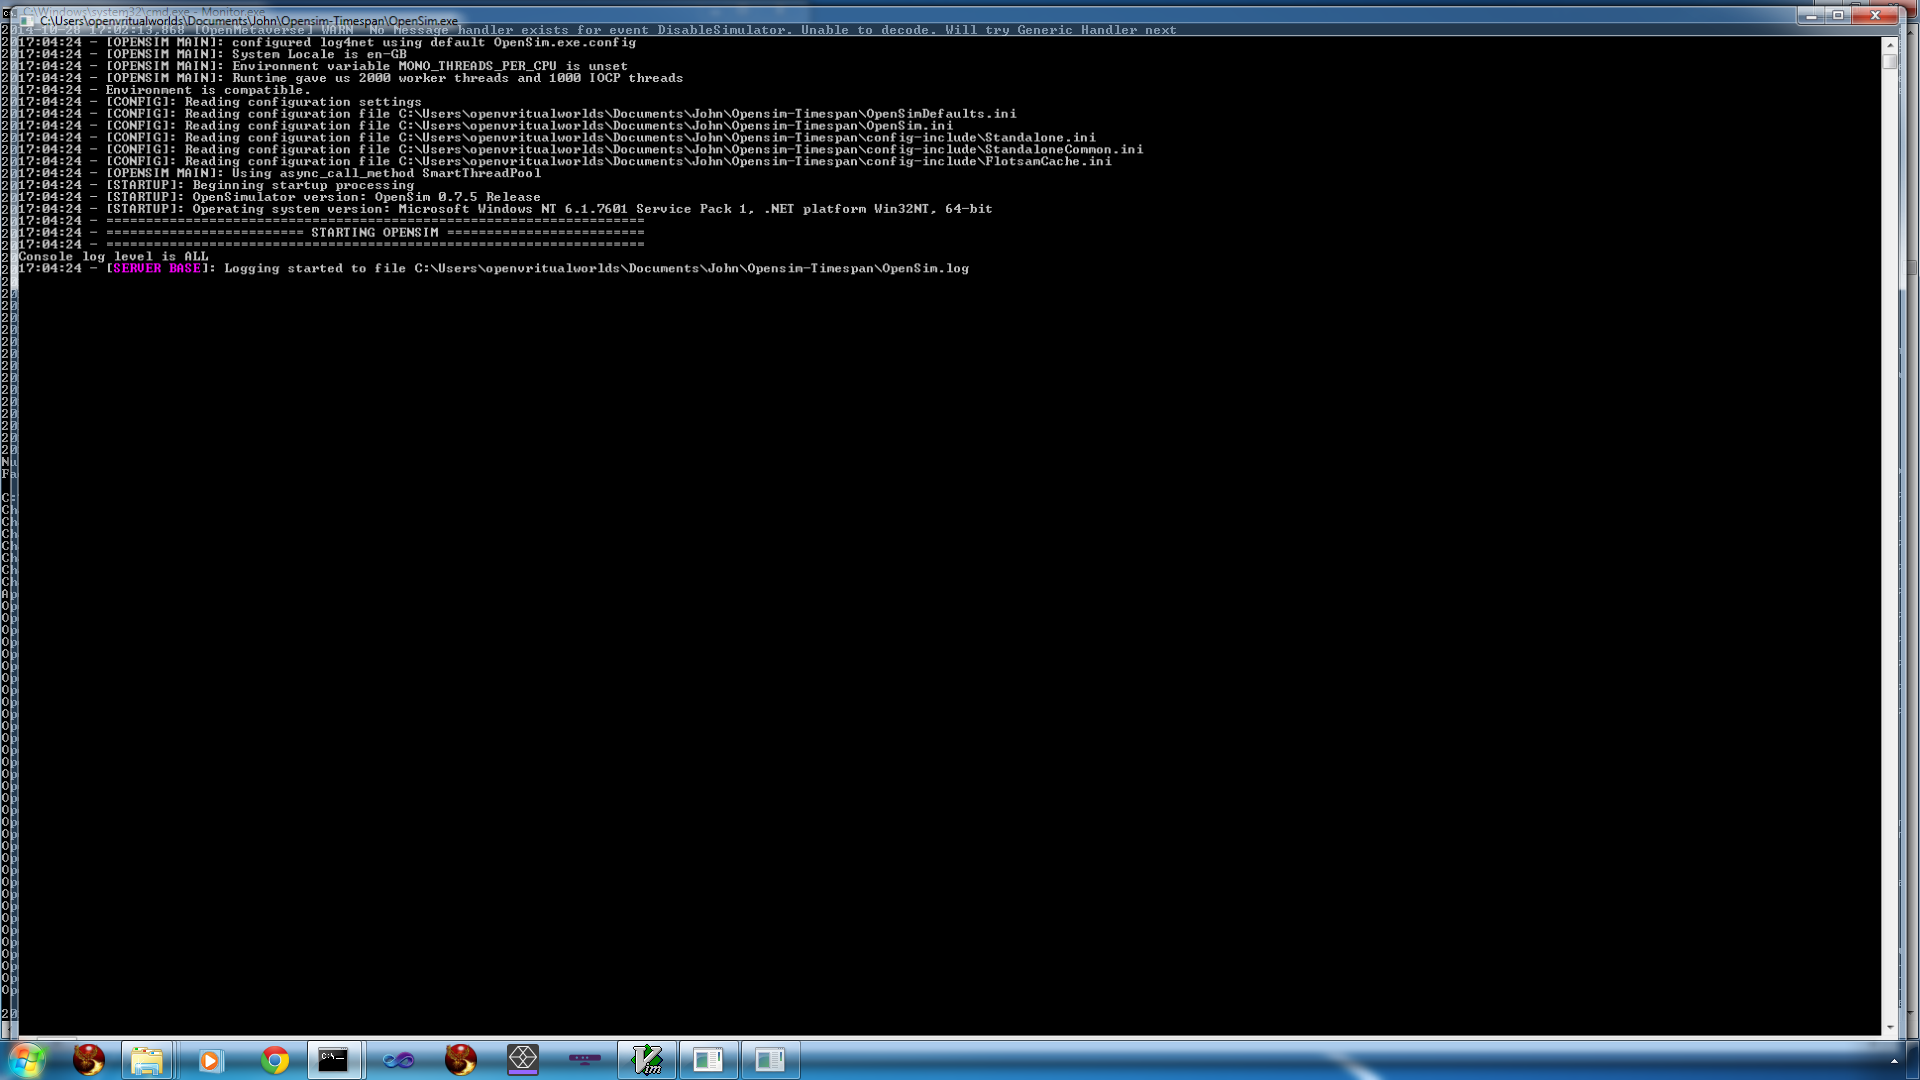 C:\Windows\system32\cmd.exe - Monitor.exe
C:\Users\openvritualworlds\Documents\John\Opensim-Timespan\OpenSim.exe
2014-10-28 17:02:13,868 [OpenMetaverse] WARN No Message handler exists for event DisableSimulator. Unable to decode. Will try Generic Handler next
17:04:24 - [OPENSIM MAIN]: configured log4net using default OpenSim.exe.config
17:04:24 - [OPENSIM MAIN]: System Locale is en-GB
17:04:24 - [OPENSIM MAIN]: Environment variable MONO_THREADS_PER_CPU is unset
17:04:24 - [OPENSIM MAIN]: Runtime gave us 2000 worker threads and 1000 IOCP threads
17:04:24 - Environment is compatible.
17:04:24 - [CONFIG]: Reading configuration settings
17:04:24 - [CONFIG]: Reading configuration file C:\Users\openvritualworlds\Documents\John\Opensim-Timespan\OpenSimDefaults.ini
17:04:24 - [CONFIG]: Reading configuration file C:\Users\openvritualworlds\Documents\John\Opensim-Timespan\OpenSim.ini
17:04:24 - [CONFIG]: Reading configuration file C:\Users\openvritualworlds\Documents\John\Opensim-Timespan\config-include\Standalone.ini
17:04:24 - [CONFIG]: Reading configuration file C:\Users\openvritualworlds\Documents\John\Opensim-Timespan\config-include\StandaloneCommon.ini
17:04:24 - [CONFIG]: Reading configuration file C:\Users\openvritualworlds\Documents\John\Opensim-Timespan\config-include\FlotsamCache.ini
17:04:24 - [OPENSIM MAIN]: Using async_call_method SmartThreadPool
17:04:24 - [STARTUP]: Beginning startup processing
17:04:24 - [STARTUP]: OpenSimulator version: OpenSim 0.7.5 Release
17:04:24 - [STARTUP]: Operating system version: Microsoft Windows NT 6.1.7601 Service Pack 1, .NET platform Win32NT, 64-bit
17:04:24 - ====================================================================
17:04:24 - ========================= STARTING OPENSIM =========================
17:04:24 - ====================================================================
Console log level is ALL
17:04:24 - [SERVER BASE]: Logging started to file C:\Users\openvritualworlds\Documents\John\Opensim-Timespan\OpenSim.log